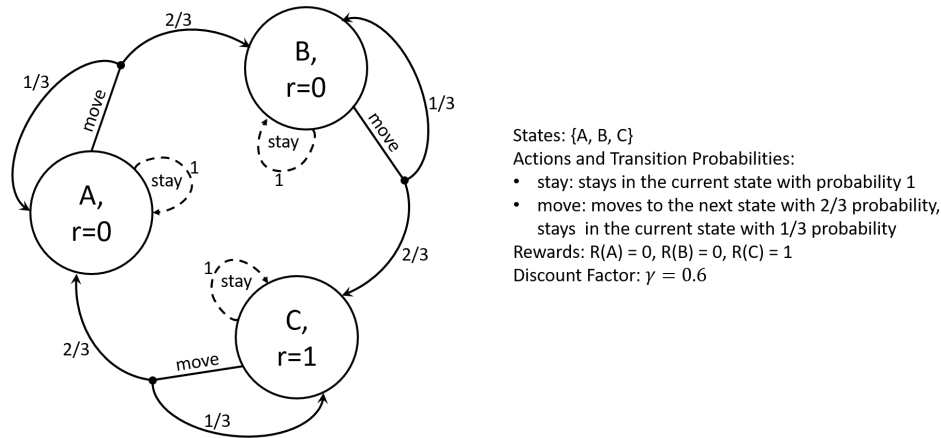 2/3
B,
r=0
1/3
1/3
move
move
stay
1
A,
r=0
stay
1
2/3
1
stay
C,
r=1
2/3
move
1/3
States: {A, B, C}
Actions and Transition Probabilities:
• stay: stays in the current state with probability 1
• move: moves to the next state with 2/3 probability,
stays in the current state with 1/3 probability
Rewards: R(A) = 0, R(B) = 0, R(C) = 1
Discount Factor: γ = 0.6